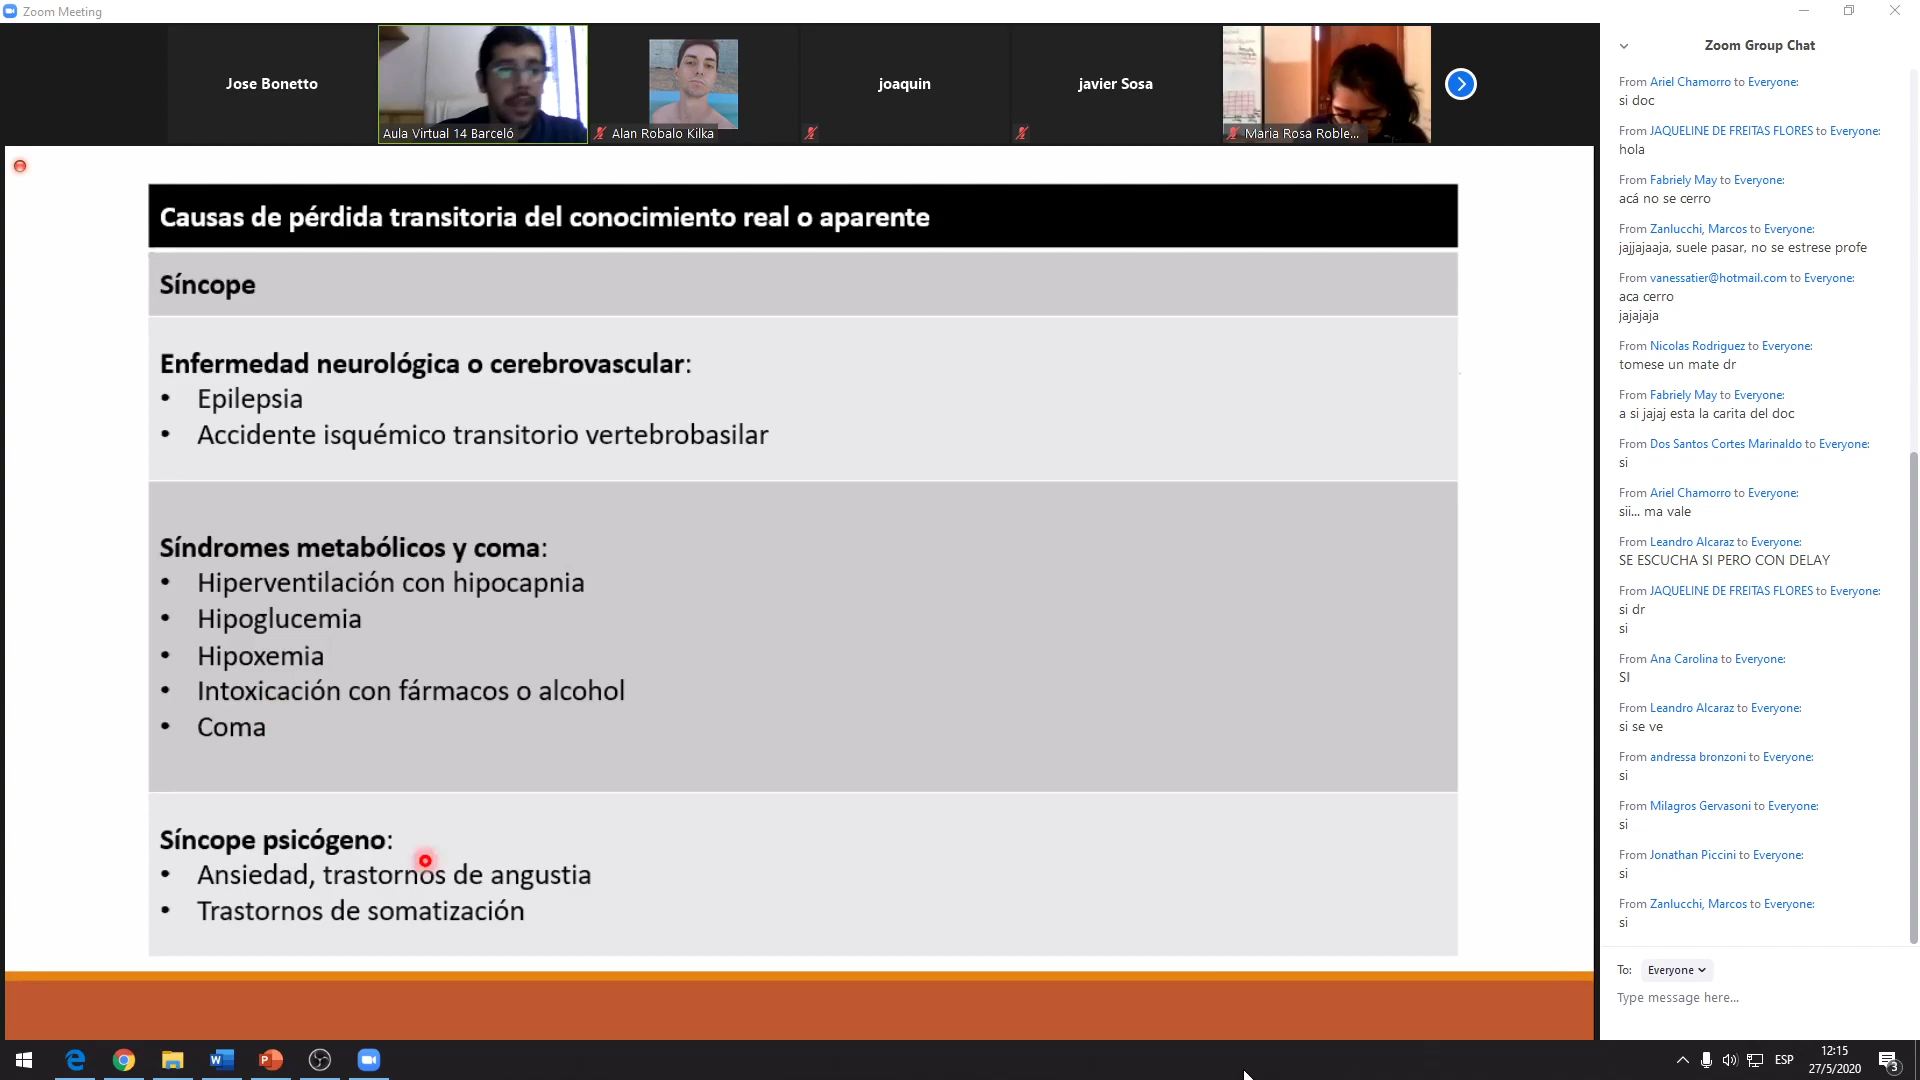 Zoom Meeting
Jose Bonetto
Aula Virtual 14 Barceló
Alan Robalo Kilka
joaquin
javier Sosa
Maria Rosa Roble...
Causas de pérdida transitoria del conocimiento real o aparente
Síncope
Enfermedad neurológica o cerebrovascular:
• Epilepsia
• Accidente isquémico transitorio vertebrobasilar
Síndromes metabólicos y coma:
• Hiperventilación con hipocapnia
• Hipoglucemia
• Hipoxemia
• Intoxicación con fármacos o alcohol
• Coma
Síncope psicógeno:
• Ansiedad, trastornos de angustia
• Trastornos de somatización
Zoom Group Chat
From Ariel Chamorro to Everyone:
si doc
From JAQUELINE DE FREITAS FLORES to Everyone:
hola
From Fabriely May to Everyone:
acá no se cerro
From Zanlucchi, Marcos to Everyone:
jajjajaaja, suele pasar, no se estrese profe
From vanessatier@hotmail.com to Everyone:
aca cerro
jajajaja
From Nicolas Rodriguez to Everyone:
tomese un mate dr
From Fabriely May to Everyone:
a si jajaj esta la carita del doc
From Dos Santos Cortes Marinaldo to Everyone:
si
From Ariel Chamorro to Everyone:
sii... ma vale
From Leandro Alcaraz to Everyone:
SE ESCUCHA SI PERO CON DELAY
From JAQUELINE DE FREITAS FLORES to Everyone:
si dr
si
From Ana Carolina to Everyone:
SI
From Leandro Alcaraz to Everyone:
si se ve
From andressa bronzoni to Everyone:
si
From Milagros Gervasoni to Everyone:
si
From Jonathan Piccini to Everyone:
si
From Zanlucchi, Marcos to Everyone:
si
To: Everyone
Type message here...
ESP
12:15
27/5/2020
3